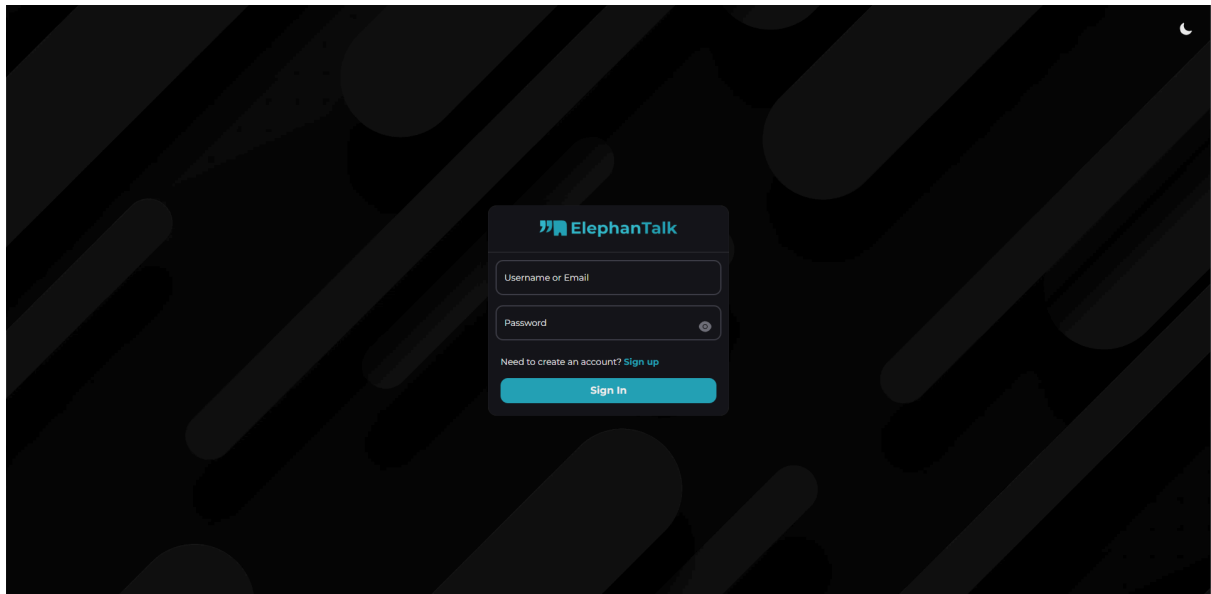 ElephanTalk
Username or Email
Password
Need to create an account? Sign up
Sign In